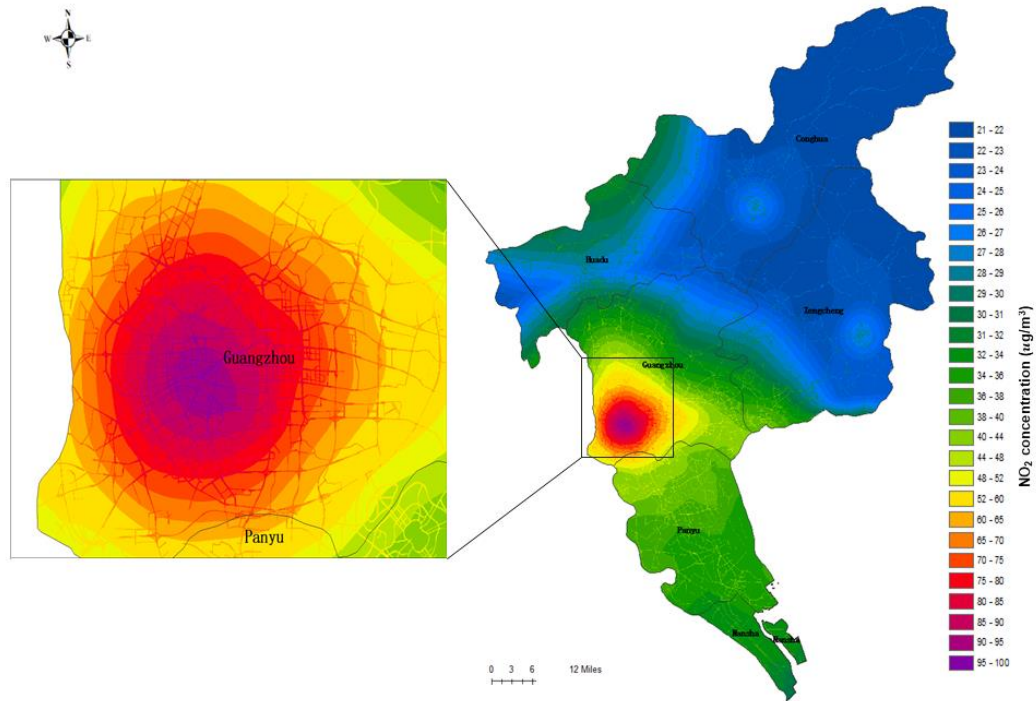 N
W
E
S
Guangzhou
Panyu
Conghua
Huadu
Zengcheng
Guangzhou
Panyu
Nansha
Nansha
0 3 6 12 Miles
21 - 22
22 - 23
23 - 24
24 - 25
25 - 26
26 - 27
27 - 28
28 - 29
29 - 30
30 - 31
31 - 32
32 - 34
34 - 36
36 - 38
38 - 40
40 - 44
44 - 48
48 - 52
52 - 60
60 - 65
65 - 70
70 - 75
75 - 80
80 - 85
85 - 90
90 - 95
95 - 100
NO₂ concentration (ug/m³)